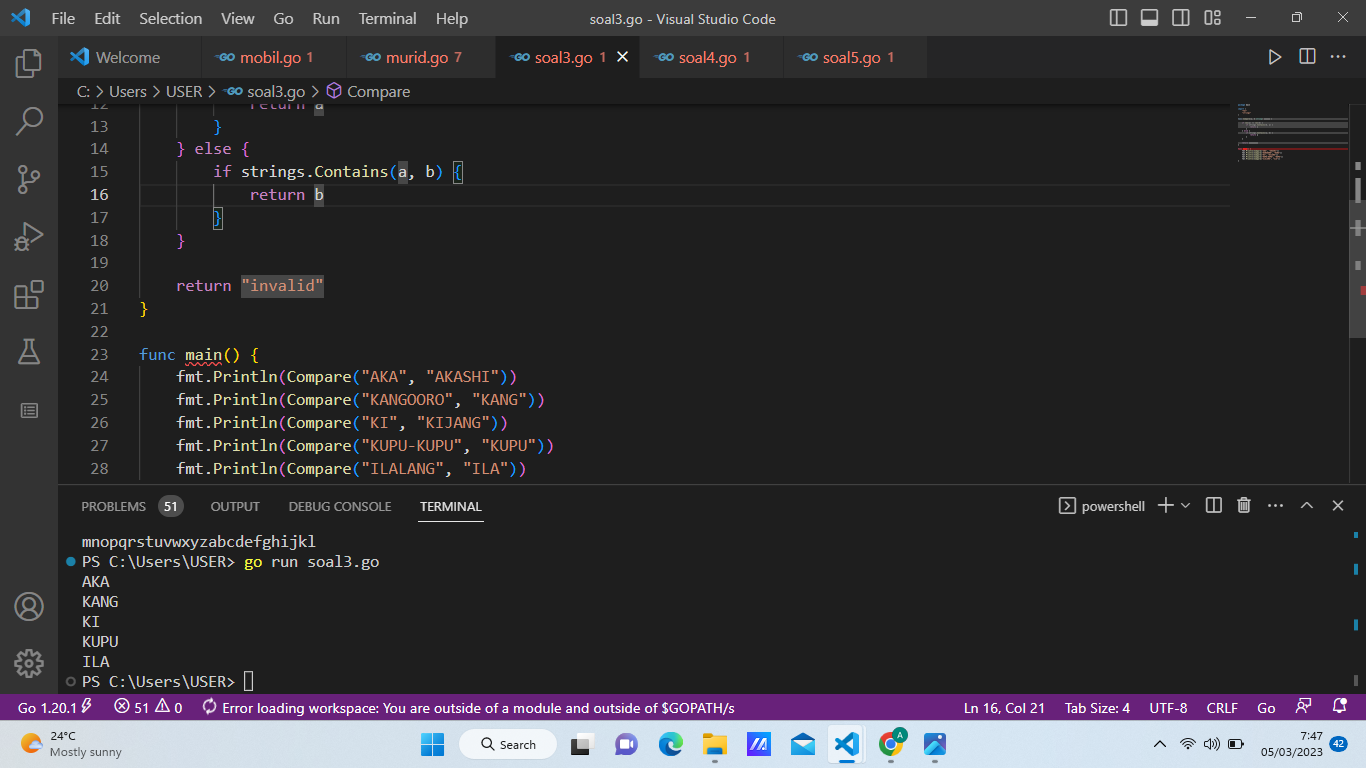 File Edit Selection View Go Run Terminal Help soal3.go - Visual Studio Code
Welcome GO mobil.go 1 GO murid.go 7 GO soal3.go 1 GO soal4.go 1 GO soal5.go 1
C: > Users > USER > GO soal3.go > Compare
12 return a
13 }
14 } else {
15 if strings.Contains(a, b) {
16 return b
17 }
18 }
19
20 return "invalid"
21 }
22
23 func main() {
24 fmt.Println(Compare("AKA", "AKASHI"))
25 fmt.Println(Compare("KANGOORO", "KANG"))
26 fmt.Println(Compare("KI", "KIJANG"))
27 fmt.Println(Compare("KUPU-KUPU", "KUPU"))
28 fmt.Println(Compare("ILALANG", "ILA"))
PROBLEMS 51 OUTPUT DEBUG CONSOLE TERMINAL powershell
mnopqrstuvwxyzabcdefghijkl
PS C:\Users\USER> go run soal3.go
AKA
KANG
KI
KUPU
ILA
PS C:\Users\USER>
Go 1.20.1 51 0 Error loading workspace: You are outside of a module and outside of $GOPATH/s Ln 16, Col 21 Tab Size: 4 UTF-8 CRLF Go
24°C
Mostly sunny
Search
A
7:47
05/03/2023
42